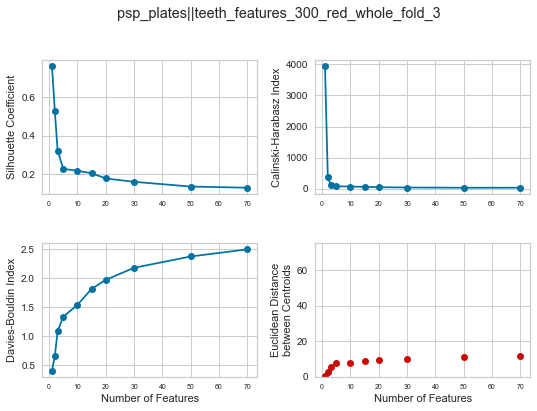 psp_plates||teeth_features_300_red_whole_fold_3
Silhouette Coefficient
0.6
0.4
0.2
0 10 20 30 40 50 60 70
Calinski-Harabasz Index
4000
3000
2000
1000
0
0 10 20 30 40 50 60 70
Davies-Bouldin Index
2.5
2.0
1.5
1.0
0.5
0 10 20 30 40 50 60 70
Number of Features
Euclidean Distance
between Centroids
60
40
20
0
0 10 20 30 40 50 60 70
Number of Features